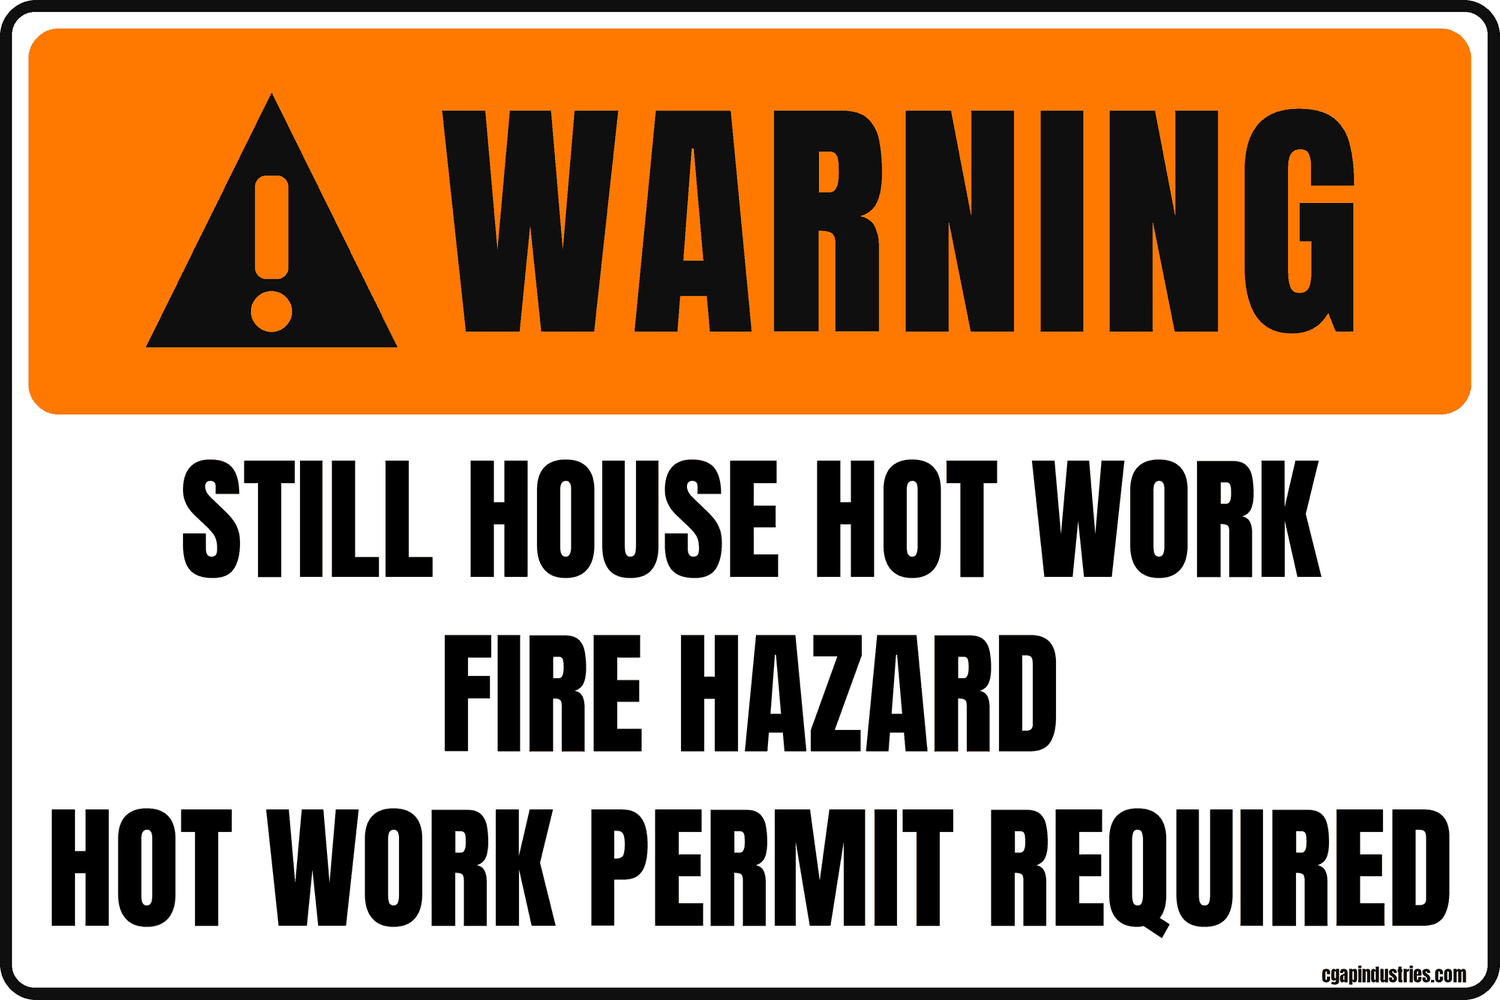 WARNING
STILL HOUSE HOT WORK
FIRE HAZARD
HOT WORK PERMIT REQUIRED
cgapindustries.com